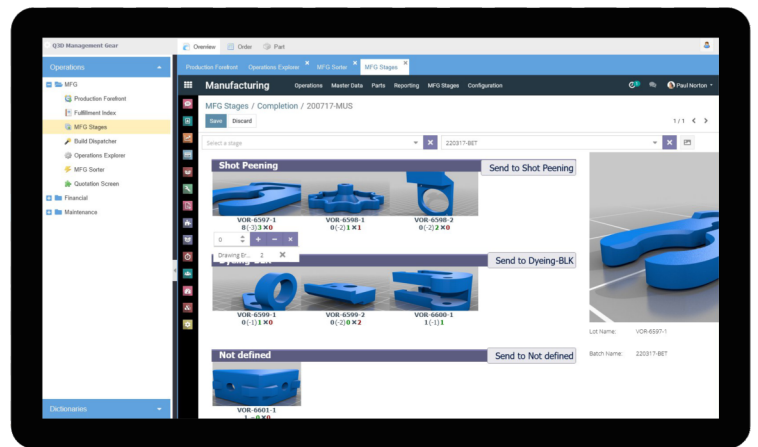 Q3D Management Gear
Overview
Order
Part
Operations
Production Forefront
Operations Explorer
MFG Sorter
MFG Stages
MFG
Production Forefront
Fulfillment Index
MFG Stages
Build Dispatcher
Operations Explorer
MFG Sorter
Quotation Screen
Financial
Maintenance
Dictionaries
Manufacturing
Operations Master Data Parts Reporting MFG Stages Configuration
Paul Norton
MFG Stages / Completion / 200717-MUS
Save Discard
1 / 1
Select a stage
220317-BET
Shot Peening
Send to Shot Peening
VOR-6597-1 VOR-6598-1 VOR-6598-2
8(-3)3×0 0(-2)1×1 0(-2)2×0
0 + − ×
Drawing Er... 2 ×
Send to Dyeing-BLK
VOR-6599-1 VOR-6599-2 VOR-6600-1
0(-1)1×0 0(-2)0×2 1(-1)1
Not defined
Send to Not defined
VOR-6601-1
Lot Name: VOR-6597-1
Batch Name: 220317-BET